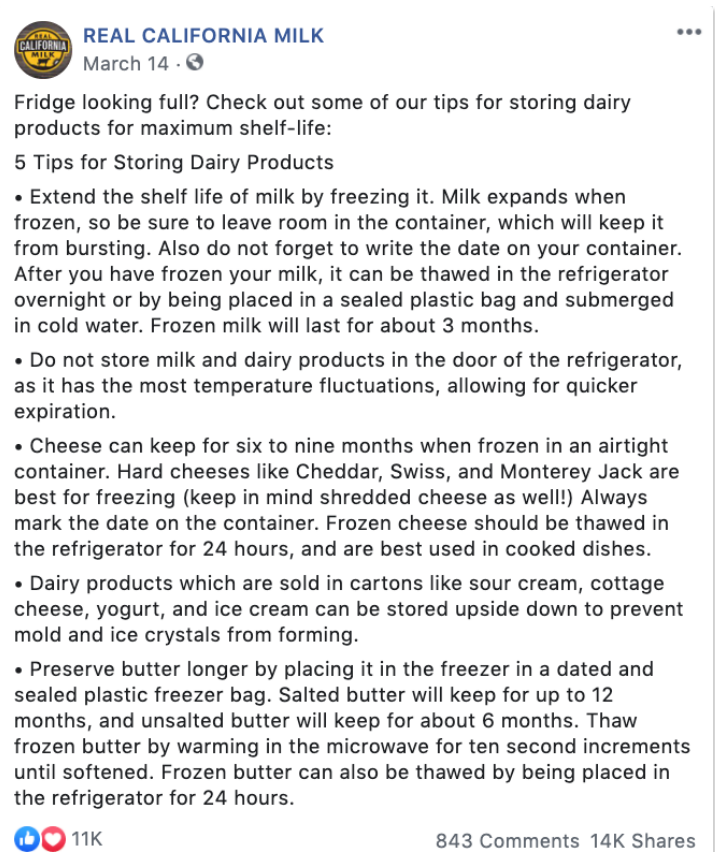 REAL CALIFORNIA MILK
REAL
CALIFORNIA
MILK
March 14 ·
Fridge looking full? Check out some of our tips for storing dairy
products for maximum shelf-life:
5 Tips for Storing Dairy Products
• Extend the shelf life of milk by freezing it. Milk expands when
frozen, so be sure to leave room in the container, which will keep it
from bursting. Also do not forget to write the date on your container.
After you have frozen your milk, it can be thawed in the refrigerator
overnight or by being placed in a sealed plastic bag and submerged
in cold water. Frozen milk will last for about 3 months.
• Do not store milk and dairy products in the door of the refrigerator,
as it has the most temperature fluctuations, allowing for quicker
expiration.
• Cheese can keep for six to nine months when frozen in an airtight
container. Hard cheeses like Cheddar, Swiss, and Monterey Jack are
best for freezing (keep in mind shredded cheese as well!) Always
mark the date on the container. Frozen cheese should be thawed in
the refrigerator for 24 hours, and are best used in cooked dishes.
• Dairy products which are sold in cartons like sour cream, cottage
cheese, yogurt, and ice cream can be stored upside down to prevent
mold and ice crystals from forming.
• Preserve butter longer by placing it in the freezer in a dated and
sealed plastic freezer bag. Salted butter will keep for up to 12
months, and unsalted butter will keep for about 6 months. Thaw
frozen butter by warming in the microwave for ten second increments
until softened. Frozen butter can also be thawed by being placed in
the refrigerator for 24 hours.
11K
843 Comments 14K Shares